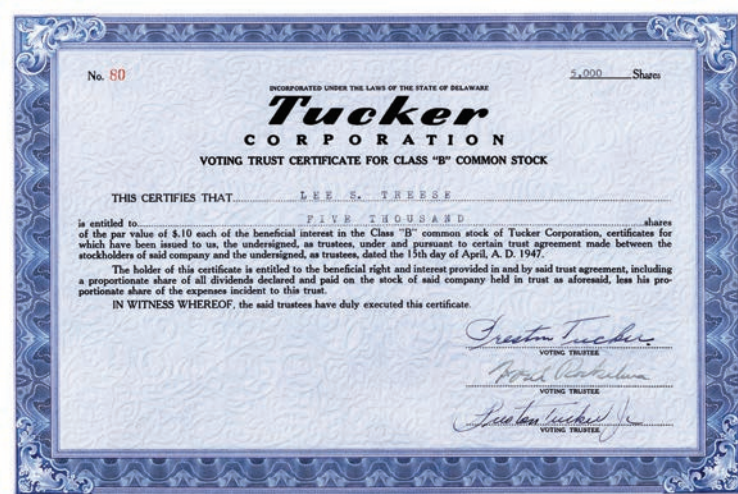 No. 80 5,000 Shares
INCORPORATED UNDER THE LAWS OF THE STATE OF DELAWARE
Tucker
CORPORATION
VOTING TRUST CERTIFICATE FOR CLASS "B" COMMON STOCK
THIS CERTIFIES THAT LEE S. TREESE
is entitled to FIVE THOUSAND shares
of the par value of $.10 each of the beneficial interest in the Class "B" common stock of Tucker Corporation, certificates for
which have been issued to us, the undersigned, as trustees, under and pursuant to certain trust agreement made between the
stockholders of said company and the undersigned, as trustees, dated the 15th day of April, A. D. 1947.
The holder of this certificate is entitled to the beneficial right and interest provided in and by said trust agreement, including
a proportionate share of all dividends declared and paid on the stock of said company held in trust as aforesaid, less his pro-
portionate share of the expenses incident to this trust.
IN WITNESS WHEREOF, the said trustees have duly executed this certificate.
Preston Tucker.
VOTING TRUSTEE
VOTING TRUSTEE
Preston Tucker Jr
VOTING TRUSTEE